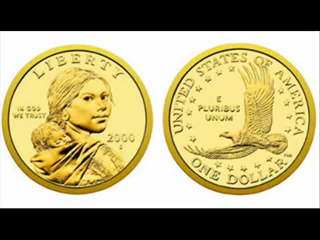 LIBERTY
IN GOD
WE TRUST
2000
S
UNITED STATES OF AMERICA
E
PLURIBUS
UNUM
ONE DOLLAR